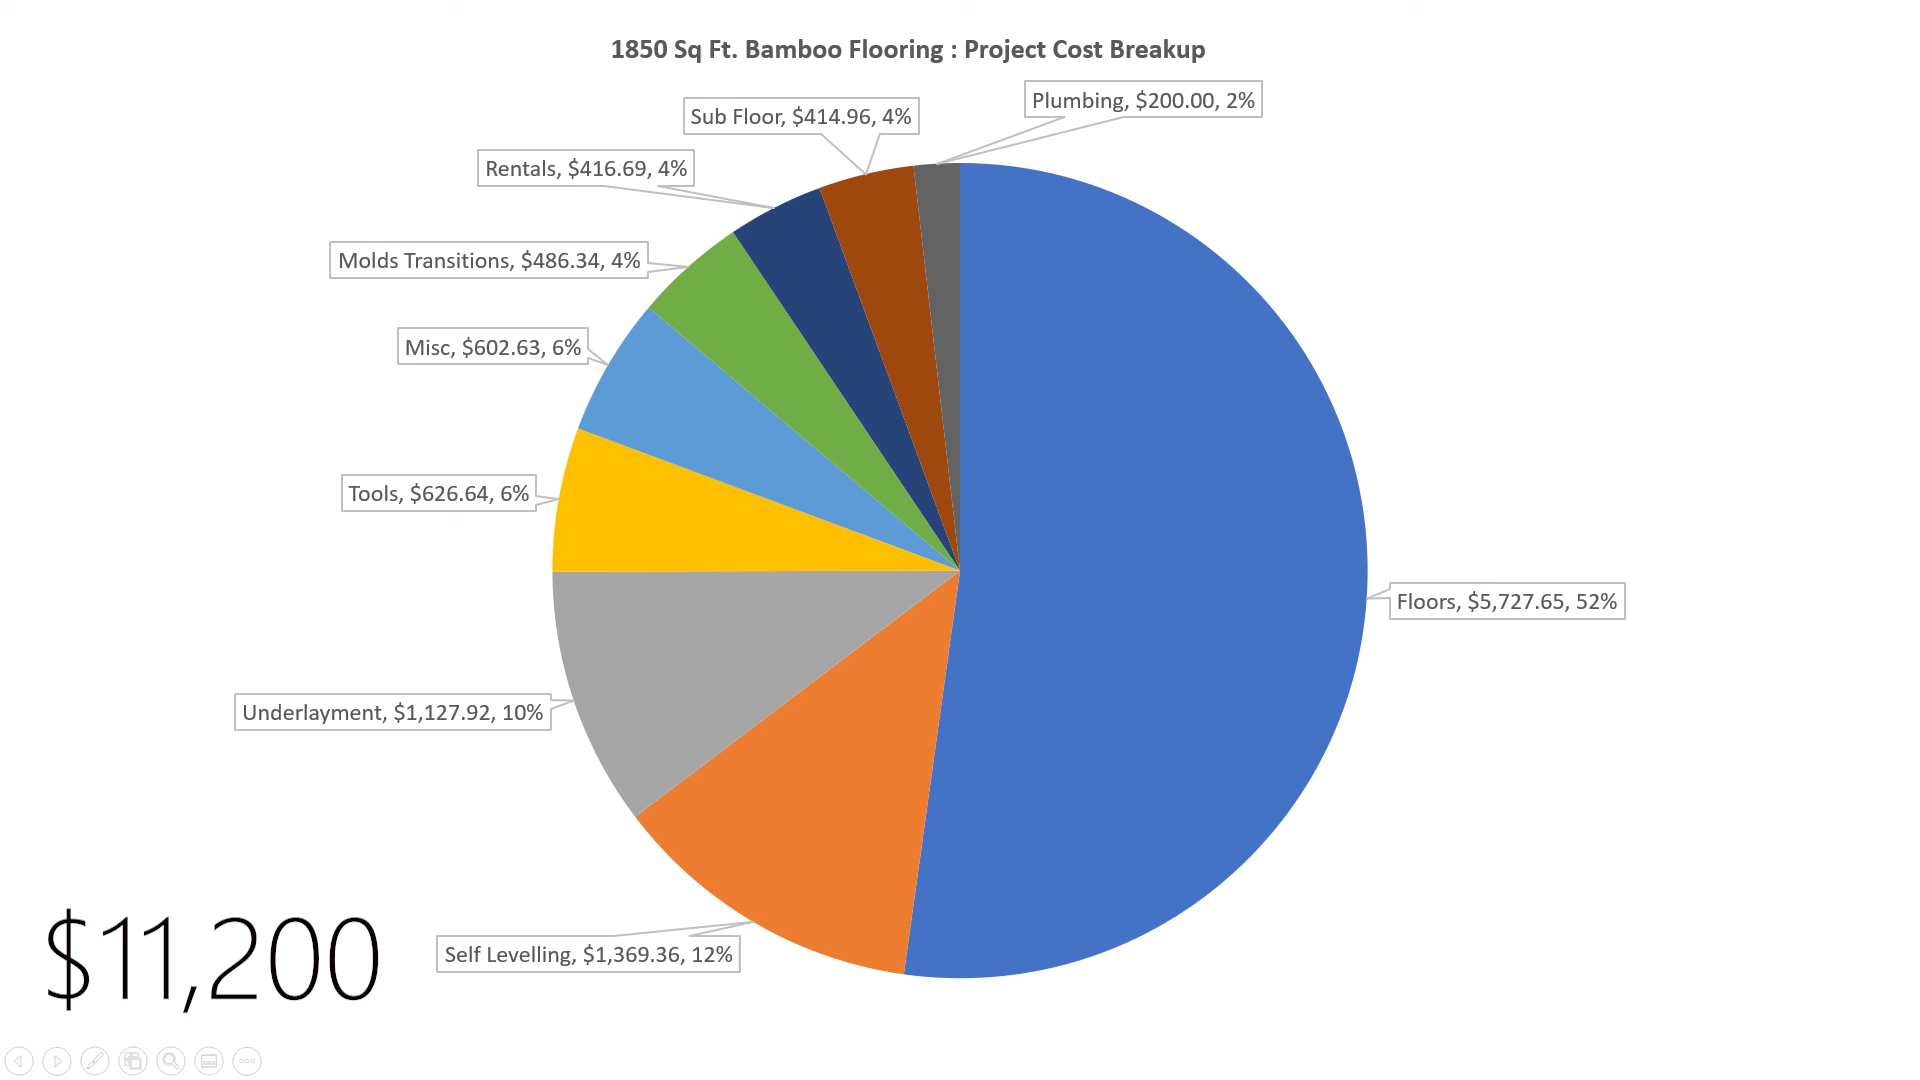 1850 Sq Ft. Bamboo Flooring : Project Cost Breakup
Plumbing, $200.00, 2%
Sub Floor, $414.96, 4%
Rentals, $416.69, 4%
Molds Transitions, $486.34, 4%
Misc, $602.63, 6%
Tools, $626.64, 6%
Floors, $5,727.65, 52%
Underlayment, $1,127.92, 10%
Self Levelling, $1,369.36, 12%
$11,200